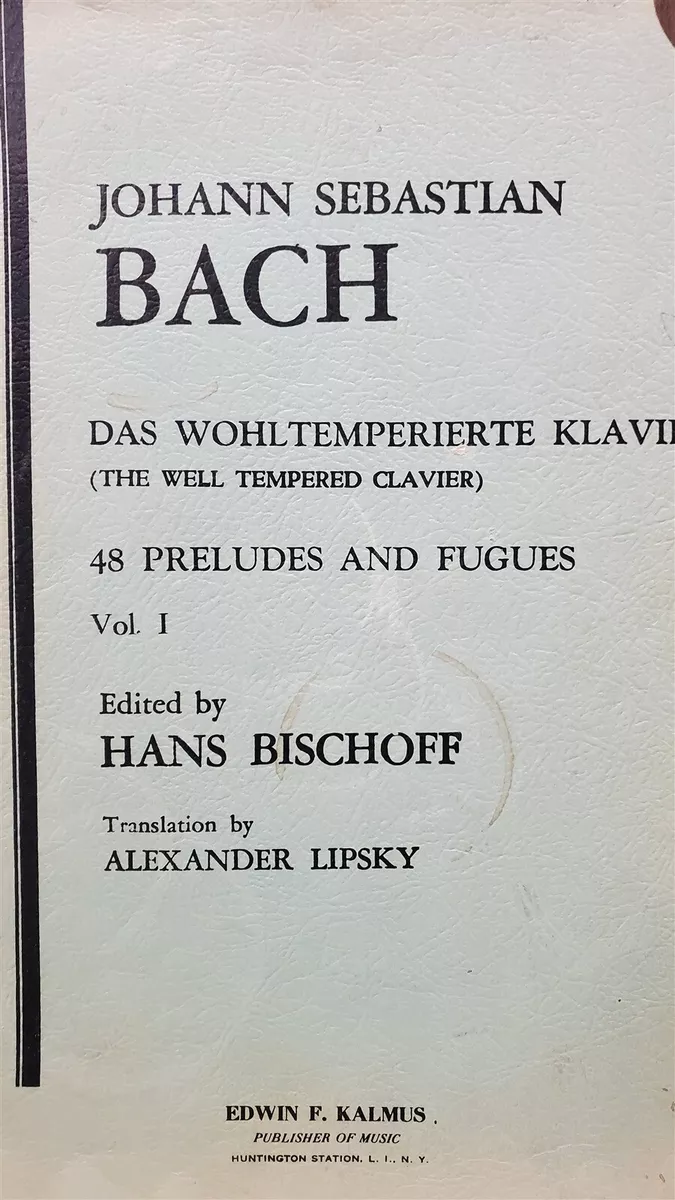 JOHANN SEBASTIAN
BACH
DAS WOHLTEMPERIERTE
(THE WELL TEMPERED CLAVIER)
48 PRELUDES AND FUGUES
Vol. I
Edited by
HANS BISCHOFF
Translation by
ALEXANDER LIPSKY
EDWIN F. KALMUS
PUBLISHER OF MUSIC
HUNTINGTON STATION, L. I., N. Y.